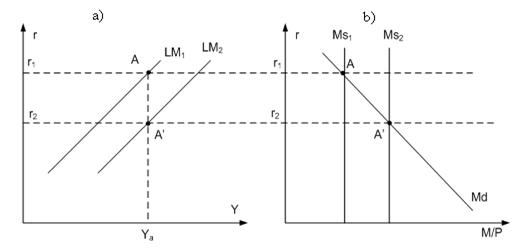 a)
r
LM₁
LM₂
A
r₁
r₂
A'
Y
Yₐ
b)
r
Ms₁
Ms₂
r₁
A
r₂
A'
Md
M/P